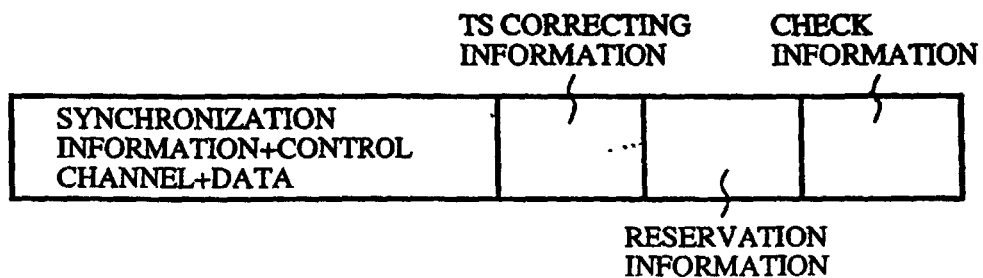 TS CORRECTING
INFORMATION
CHECK
INFORMATION
SYNCHRONIZATION
INFORMATION+CONTROL
CHANNEL+DATA
RESERVATION
INFORMATION